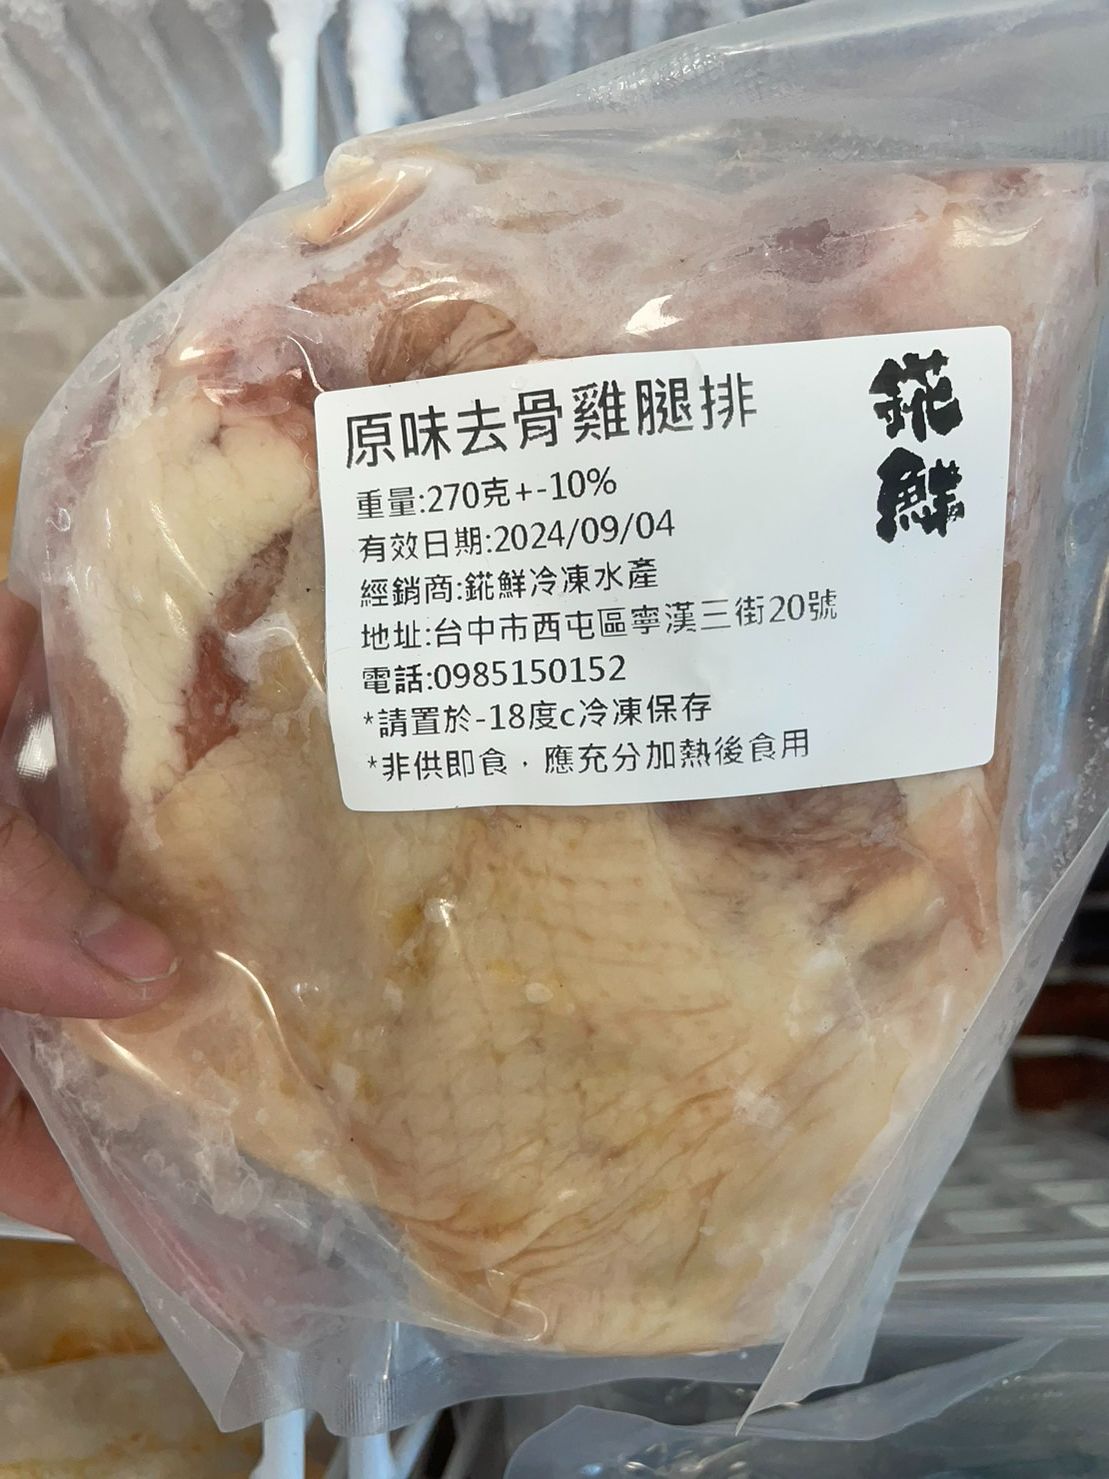 原味去骨雞腿排
錵鮮
重量:270克+-10%
有效日期:2024/09/04
經銷商:錵鮮冷凍水產
地址:台中市西屯區寧漢三街20號
電話:0985150152
*請置於-18度c冷凍保存
*非供即食，應充分加熱後食用